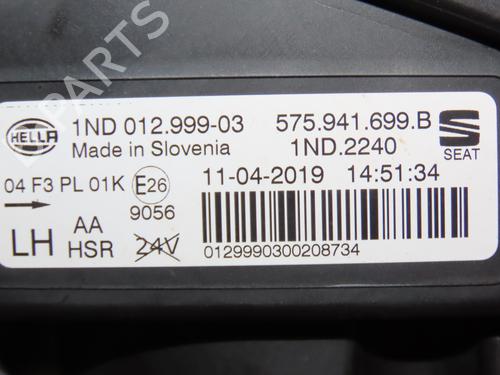 PARTS
HELLA
1ND 012.999-03 575.941.699.B
Made in Slovenia 1ND.2240
SEAT
04 F3 PL 01K E26 11-04-2019 14:51:34
9056
LH AA
HSR 24V
0129990300208734